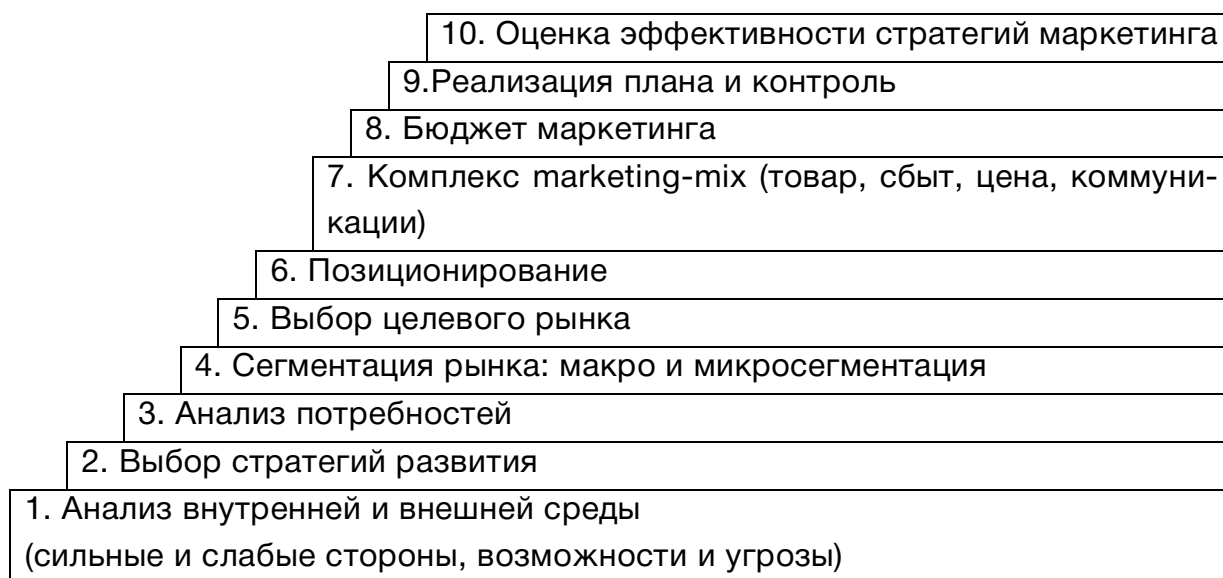 10. Оценка эффективности стратегий маркетинга
9.Реализация плана и контроль
8. Бюджет маркетинга
7. Комплекс marketing-mix (товар, сбыт, цена, коммуни-
кации)
6. Позиционирование
5. Выбор целевого рынка
4. Сегментация рынка: макро и микросегментация
3. Анализ потребностей
2. Выбор стратегий развития
1. Анализ внутренней и внешней среды
(сильные и слабые стороны, возможности и угрозы)